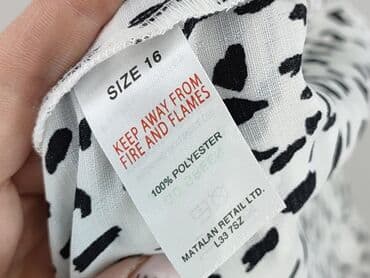 SIZE 16
KEEP AWAY FROM
FIRE AND FLAMES
100% POLYESTER
MATALAN RETAIL LTD.
L33 7SZ